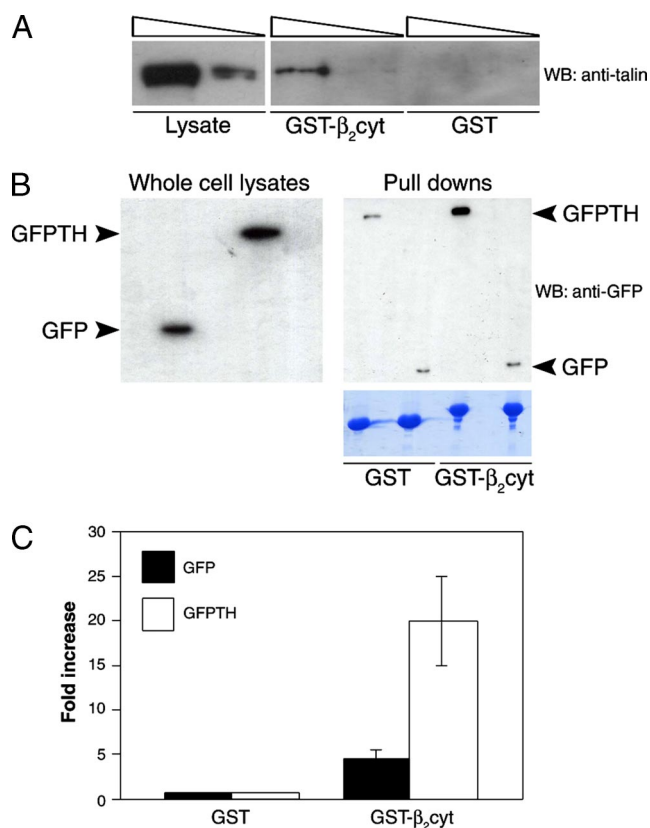 A
WB: anti-talin
Lysate GST-β₂cyt GST
B
Whole cell lysates Pull downs
GFPTH GFPTH
WB: anti-GFP
GFP GFP
GST GST-β₂cyt
C
30
25
20
15
10
5
0
Fold increase
GFP
GFPTH
GST GST-β₂cyt